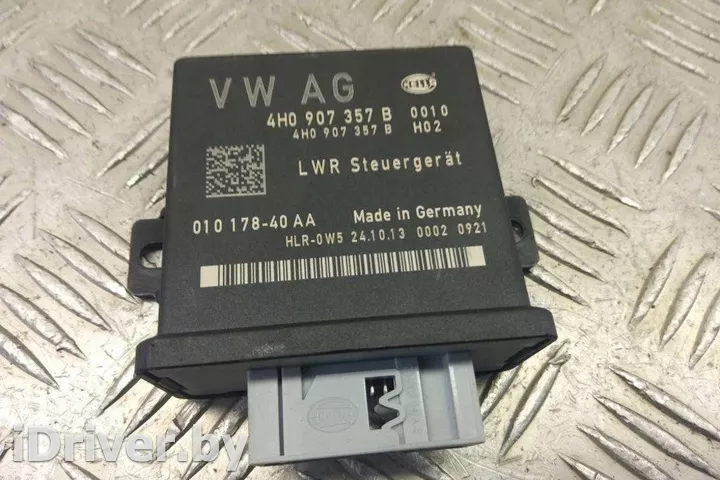 VW AG
HELLA
4H0 907 357 B 0010
4H0 907 357 B H02
LWR Steuergerät
010 178-40 AA Made in Germany
HLR-0W5 24.10.13 0002 0921
iDriver.by